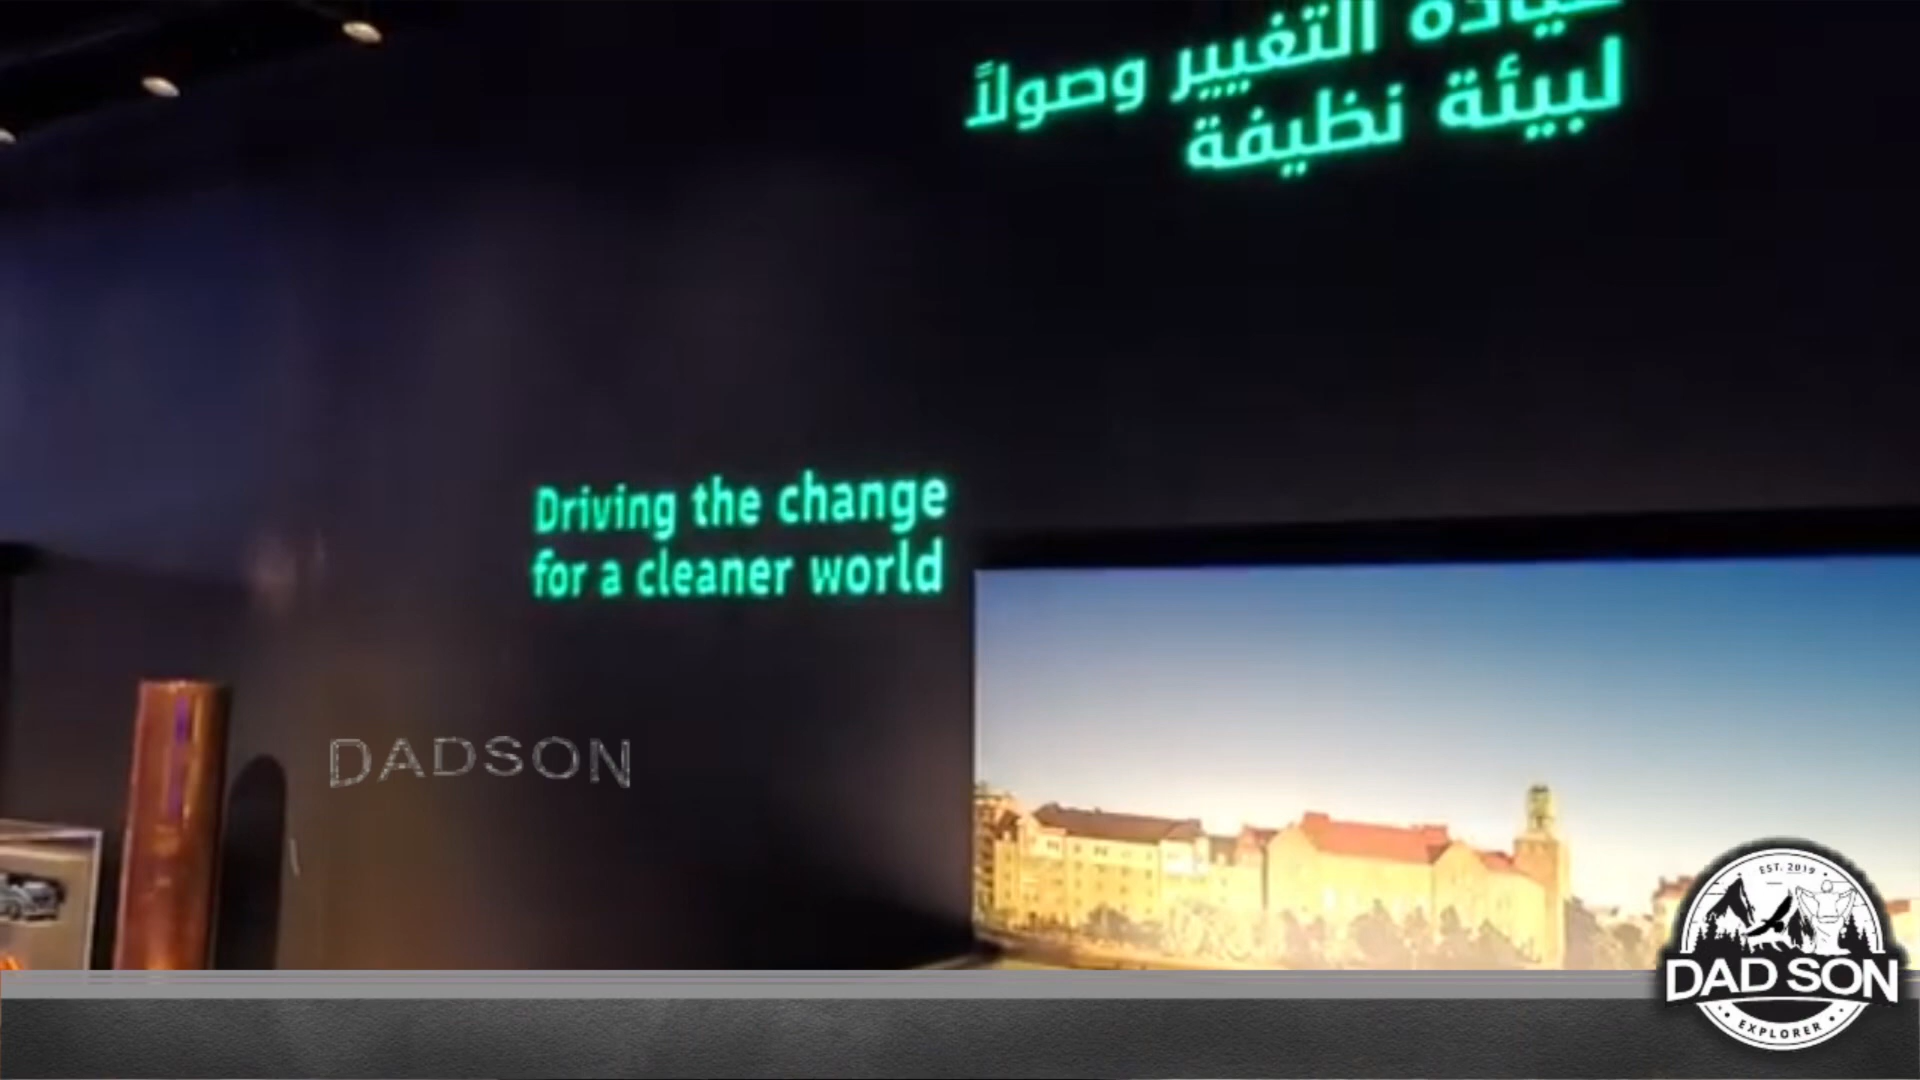 التغيير وصولاً
لبيئة نظيفة
Driving the change
for a cleaner world
DADSON
EST. 2019
DAD SON
EXPLORER